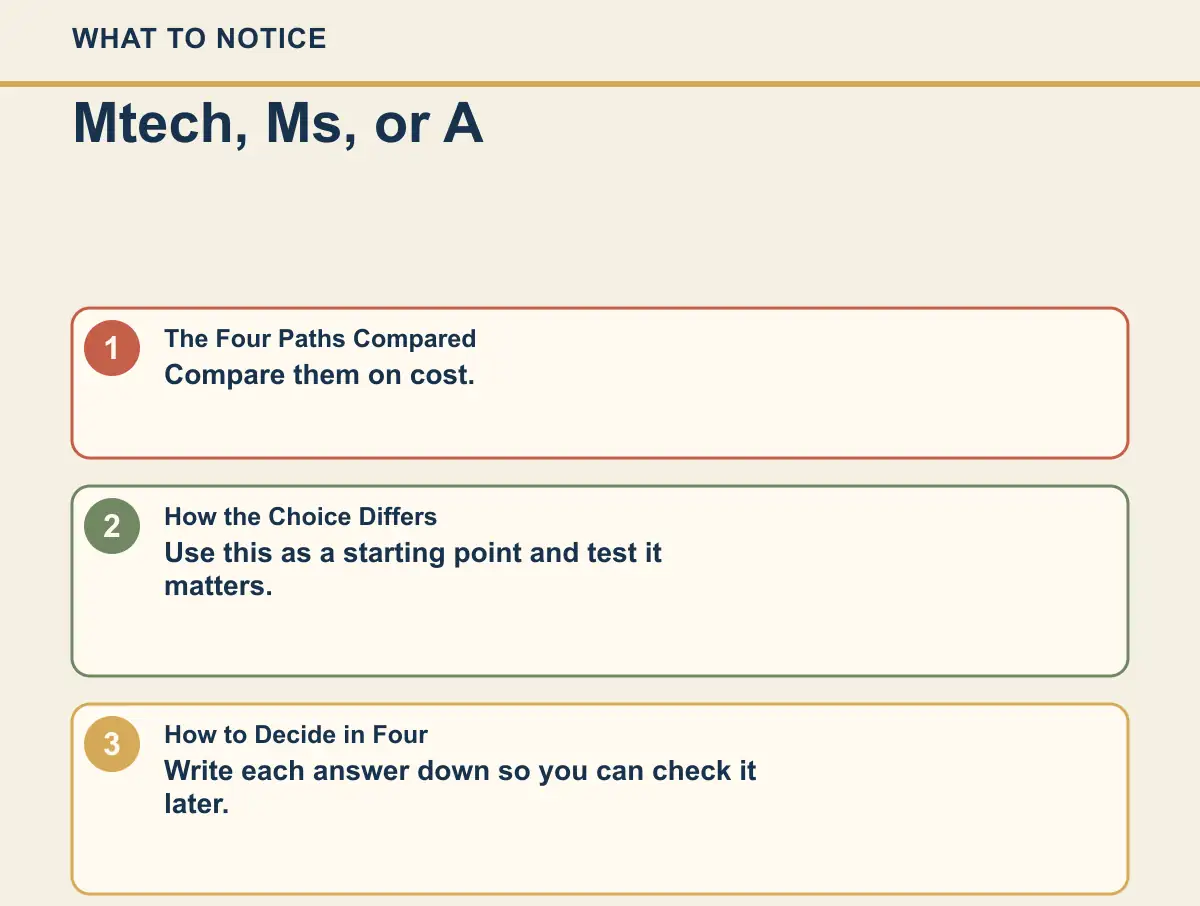 WHAT TO NOTICE
Mtech, Ms, or A
1
The Four Paths Compared
Compare them on cost.
2
How the Choice Differs
Use this as a starting point and test it
matters.
3
How to Decide in Four
Write each answer down so you can check it
later.